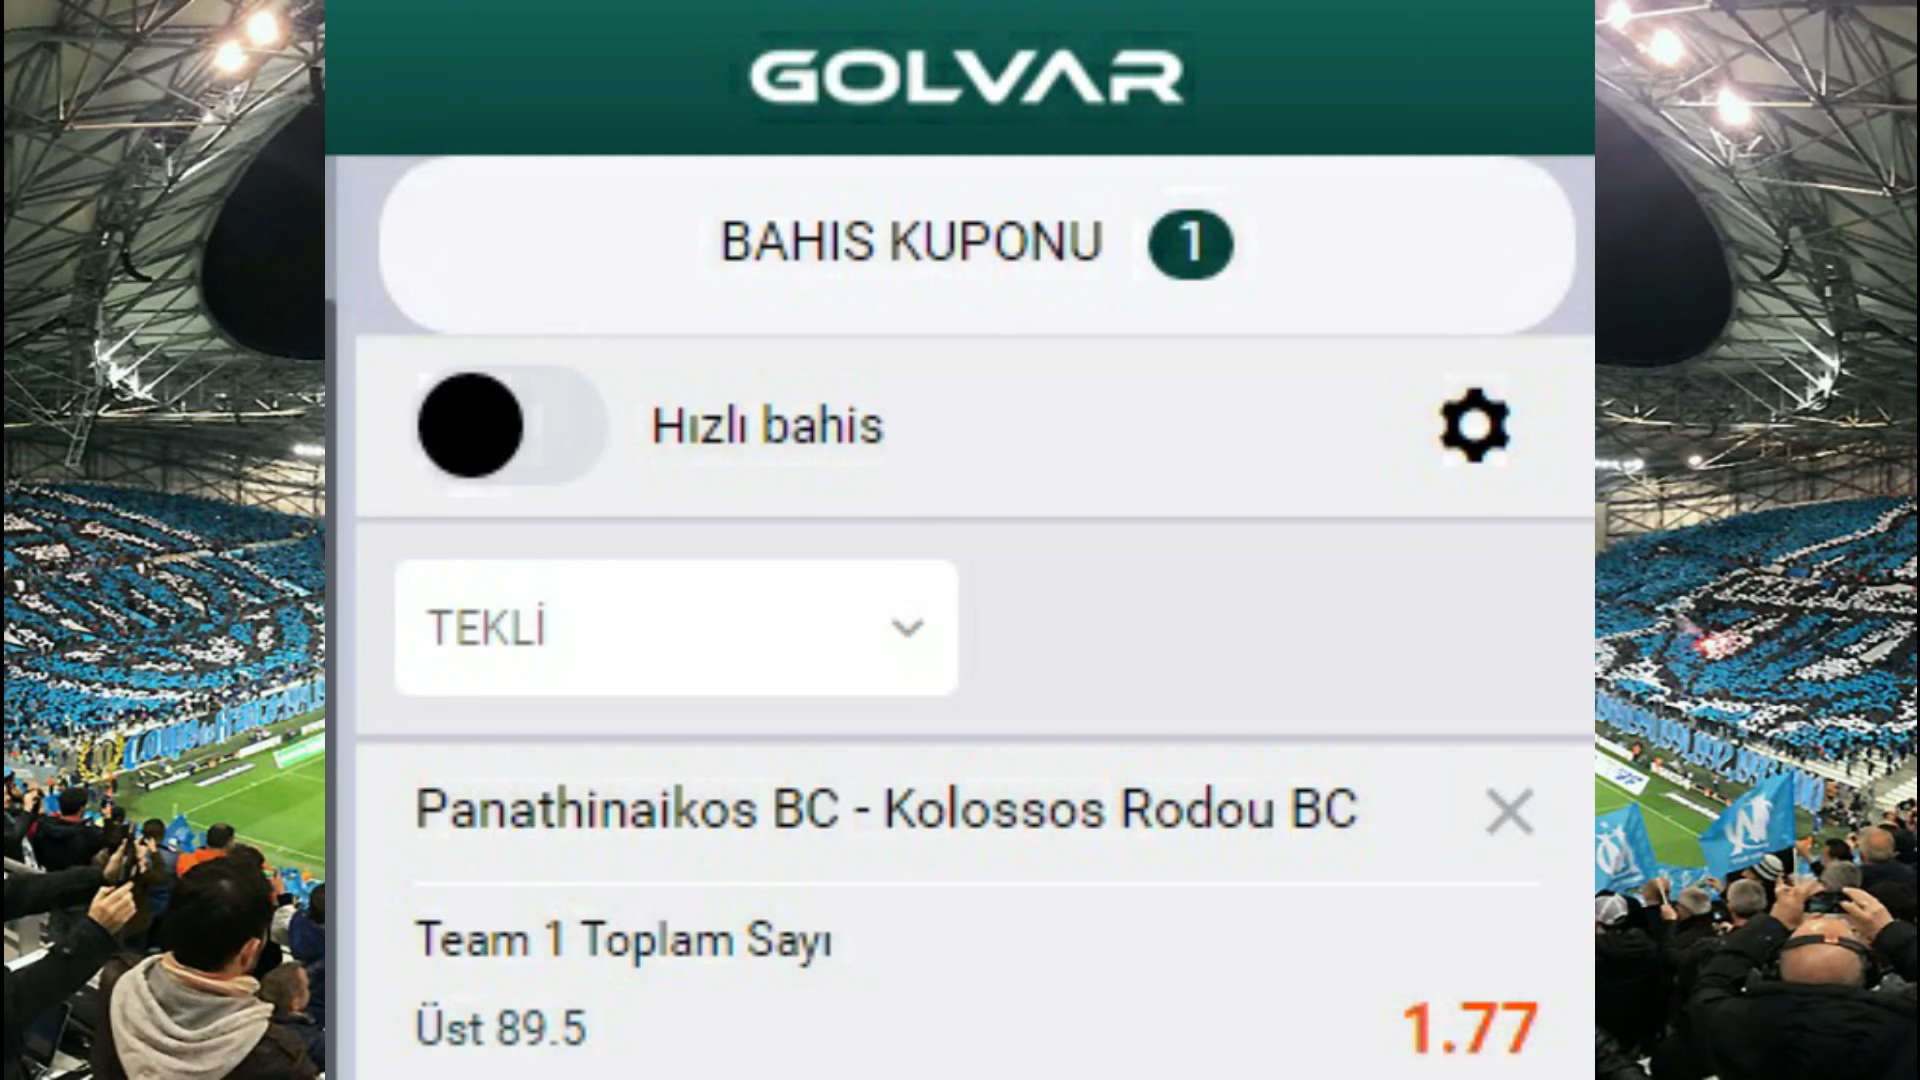 GOLVAR
BAHIS KUPONU 1
Hızlı bahis
TEKLİ
Panathinaikos BC - Kolossos Rodou BC
Team 1 Toplam Sayı
Üst 89.5
1.77